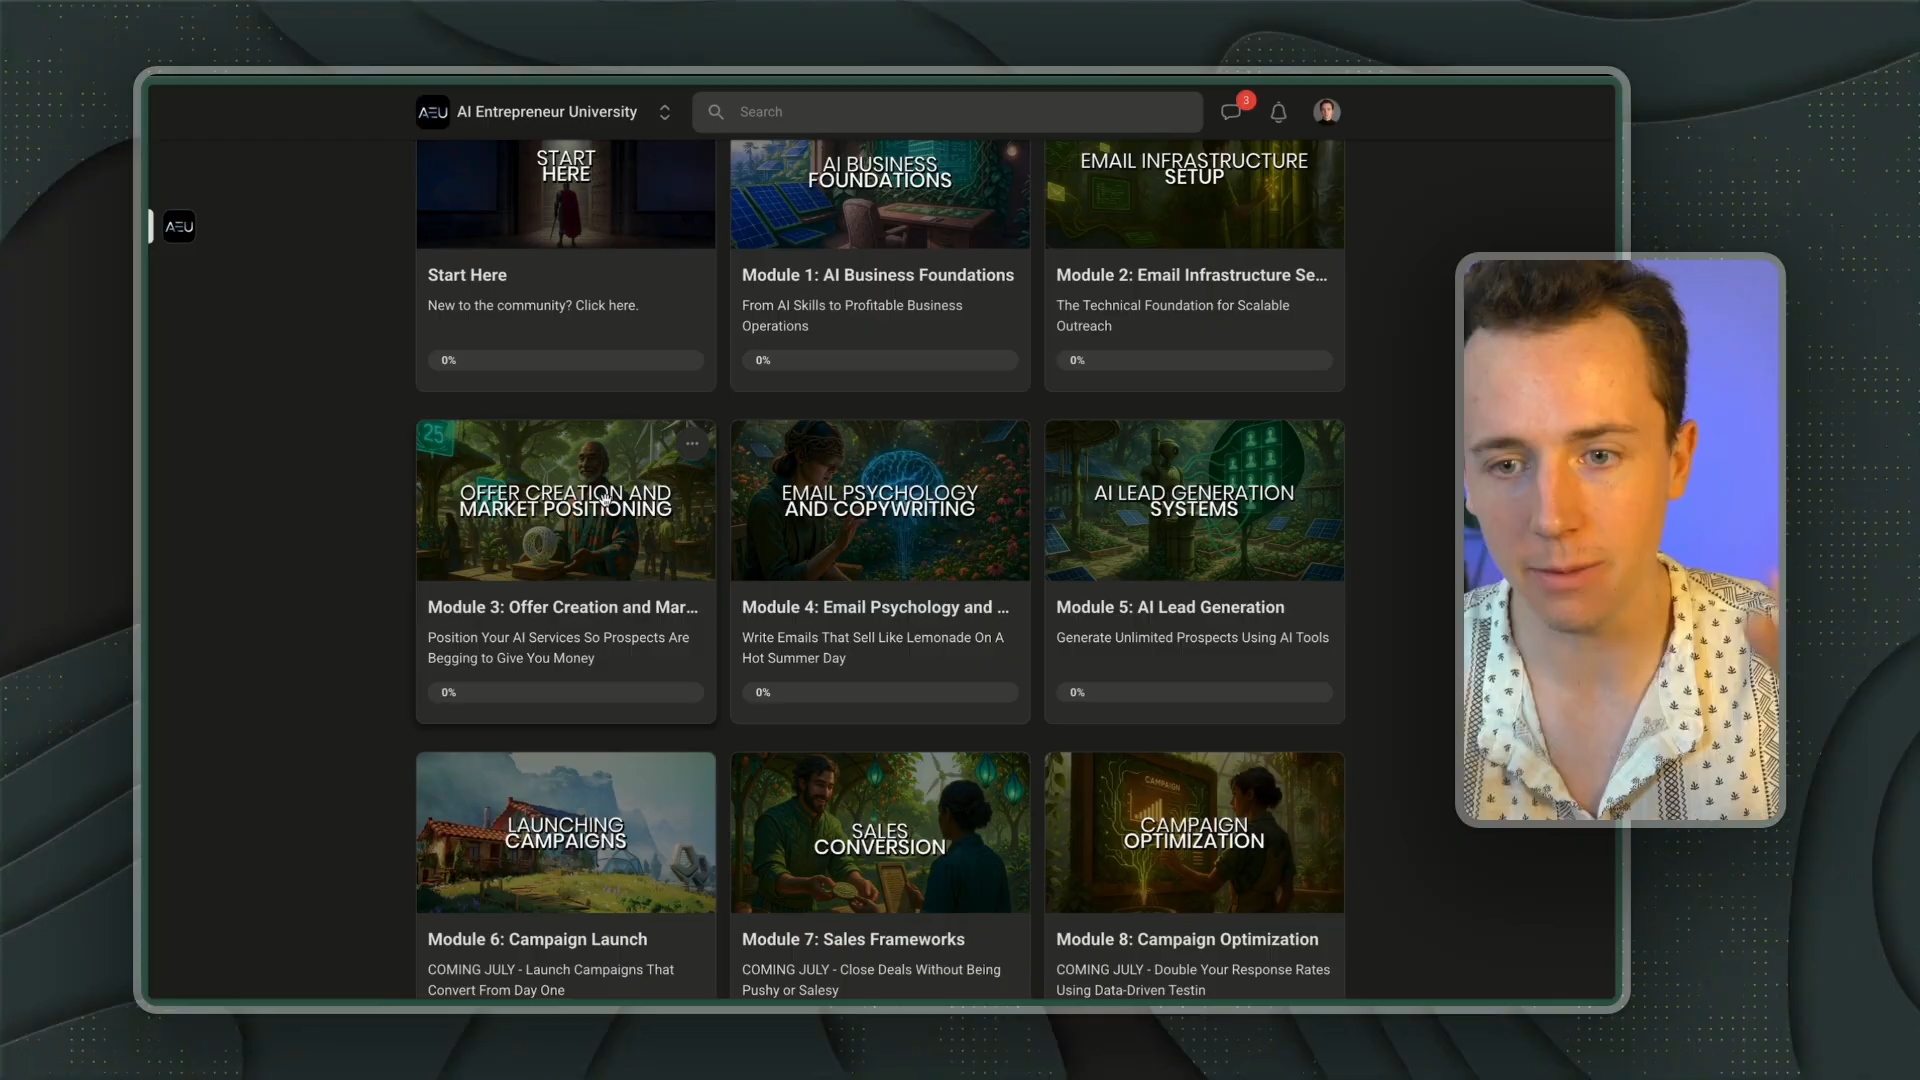 AEU AI Entrepreneur University
Search
3
AEU
START
HERE
AI BUSINESS
FOUNDATIONS
EMAIL INFRASTRUCTURE
SETUP
Start Here
New to the community? Click here.
0%
Module 1: AI Business Foundations
From AI Skills to Profitable Business
Operations
0%
Module 2: Email Infrastructure Se...
The Technical Foundation for Scalable
Outreach
0%
25
OFFER CREATION AND
MARKET POSITIONING
EMAIL PSYCHOLOGY
AND COPYWRITING
AI LEAD GENERATION
SYSTEMS
Module 3: Offer Creation and Mar...
Position Your AI Services So Prospects Are
Begging to Give You Money
0%
Module 4: Email Psychology and ...
Write Emails That Sell Like Lemonade On A
Hot Summer Day
0%
Module 5: AI Lead Generation
Generate Unlimited Prospects Using AI Tools
0%
LAUNCHING
CAMPAIGNS
SALES
CONVERSION
CAMPAIGN
CAMPAIGN
OPTIMIZATION
Module 6: Campaign Launch
COMING JULY - Launch Campaigns That
Convert From Day One
Module 7: Sales Frameworks
COMING JULY - Close Deals Without Being
Pushy or Salesy
Module 8: Campaign Optimization
COMING JULY - Double Your Response Rates
Using Data-Driven Testin